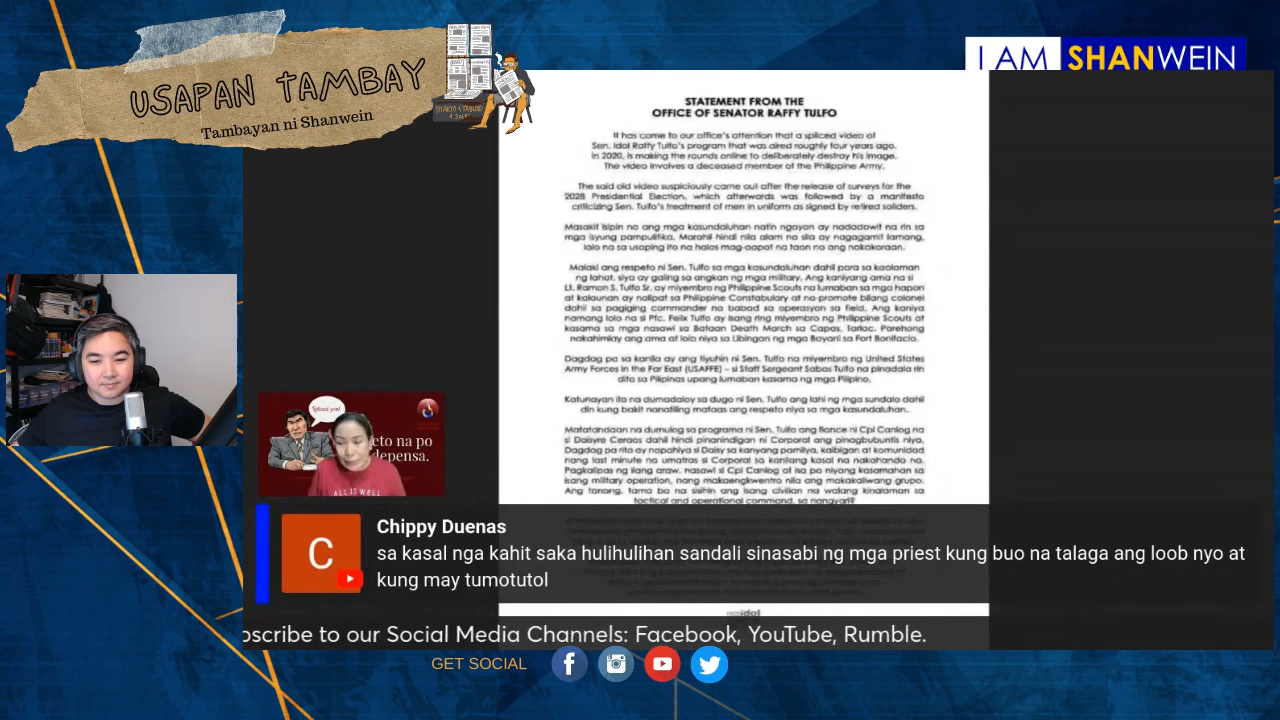 USAPAN TAMBAY
Tambayan ni Shanwein
I AM SHANWEIN
STATEMENT FROM THE
OFFICE OF SENATOR RAFFY TULFO
It has come to our office's attention that a spliced video of
Sen. Idol Raffy Tulfo's program that was aired roughly four years ago,
in 2020, is making the rounds online to deliberately destroy his image.
The video involves a deceased member of the Philippine Army.
The said old video suspiciously came out after the release of surveys for the
2028 Presidential Election, which afterwards was followed by a manifesto
criticizing Sen. Tulfo's treatment of men in uniform as signed by retired soldiers.
Masakit isipin na ang mga kasundaluhan natin ngayon ay nadadawit na rin sa
mga isyung pampulitika. Marahil hindi nila alam na sila ay nagagamit lamang,
lalo na sa usaping ito na halos mag-aapat na taon na ang nakakaraan.
Malaki ang respeto ni Sen. Tulfo sa mga kasundaluhan dahil para sa kaalaman
ng lahat, siya ay galing sa angkan ng mga military. Ang kaniyang ama na si
Lt. Ramon S. Tulfo Sr. ay miyembro ng Philippine Scouts na lumaban sa mga hapon
at kalaunan ay nalipat sa Philippine Constabulary at na-promote bilang colonel
dahil sa pagiging commander na babad sa operasyon sa field. Ang kaniya
namang lolo na si Pfc. Felix Tulfo ay isang ring miyembro ng Philippine Scouts at
kasama sa mga nasawi sa Bataan Death March sa Capas, Tarlac. Parehong
nakahimlay ang ama at lolo niya sa Libingan ng mga Bayani sa Fort Bonifacio.
Dagdag pa sa kanila ay ang tiyuhin ni Sen. Tulfo na miyembro ng United States
Army Forces in the Far East (USAFFE) – si Staff Sergeant Sabas Tulfo na pinadala rin
dito sa Pilipinas upang lumaban kasama ng mga Pilipino.
Katunayan ito na dumadaloy sa dugo ni Sen. Tulfo ang lahi ng mga sundalo dahil
din kung bakit nanatiling mataas ang respeto niya sa mga kasundaluhan.
Matatandaan na dumulog sa programa ni Sen. Tulfo ang fiance ni Cpl Canlog na
si Daisyre Ceraos dahil hindi pinanindigan ni Corporal ang pinagbubuntis niya.
Dagdag pa rito ay napahiya si Daisy sa kanyang pamilya, kaibigan at komunidad
nang last minute na umatras si Corporal sa kanilang kasal na nakahanda na.
Pagkalipas ng ilang araw, nasawi si Cpl Canlog at isa pa niyang kasamahan sa
isang military operation, nang makaengkwentro nila ang makakaliwang grupo.
Ang tanong, tama ba na sisihin ang isang civilian na walang kinalaman sa
tactical and operational command, sa nangyari?
Spliced yan!
eto na po
depensa.
ALL IS WELL
C
Chippy Duenas
sa kasal nga kahit saka hulihulihan sandali sinasabi ng mga priest kung buo na talaga ang loob nyo at
kung may tumotutol
idol
bscribe to our Social Media Channels: Facebook, YouTube, Rumble.
GET SOCIAL